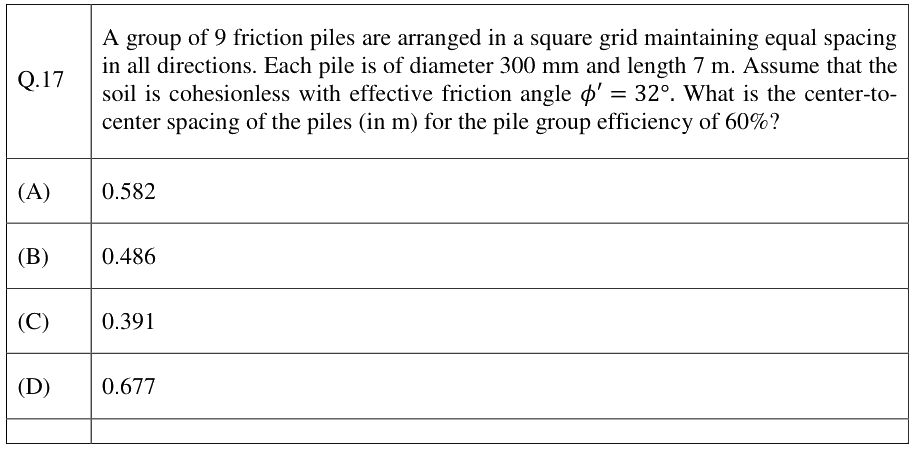 Q.17
A group of 9 friction piles are arranged in a square grid maintaining equal spacing
in all directions. Each pile is of diameter 300 mm and length 7 m. Assume that the
soil is cohesionless with effective friction angle 𝜙′ = 32°. What is the center-to-
center spacing of the piles (in m) for the pile group efficiency of 60%?
(A) 0.582
(B) 0.486
(C) 0.391
(D) 0.677